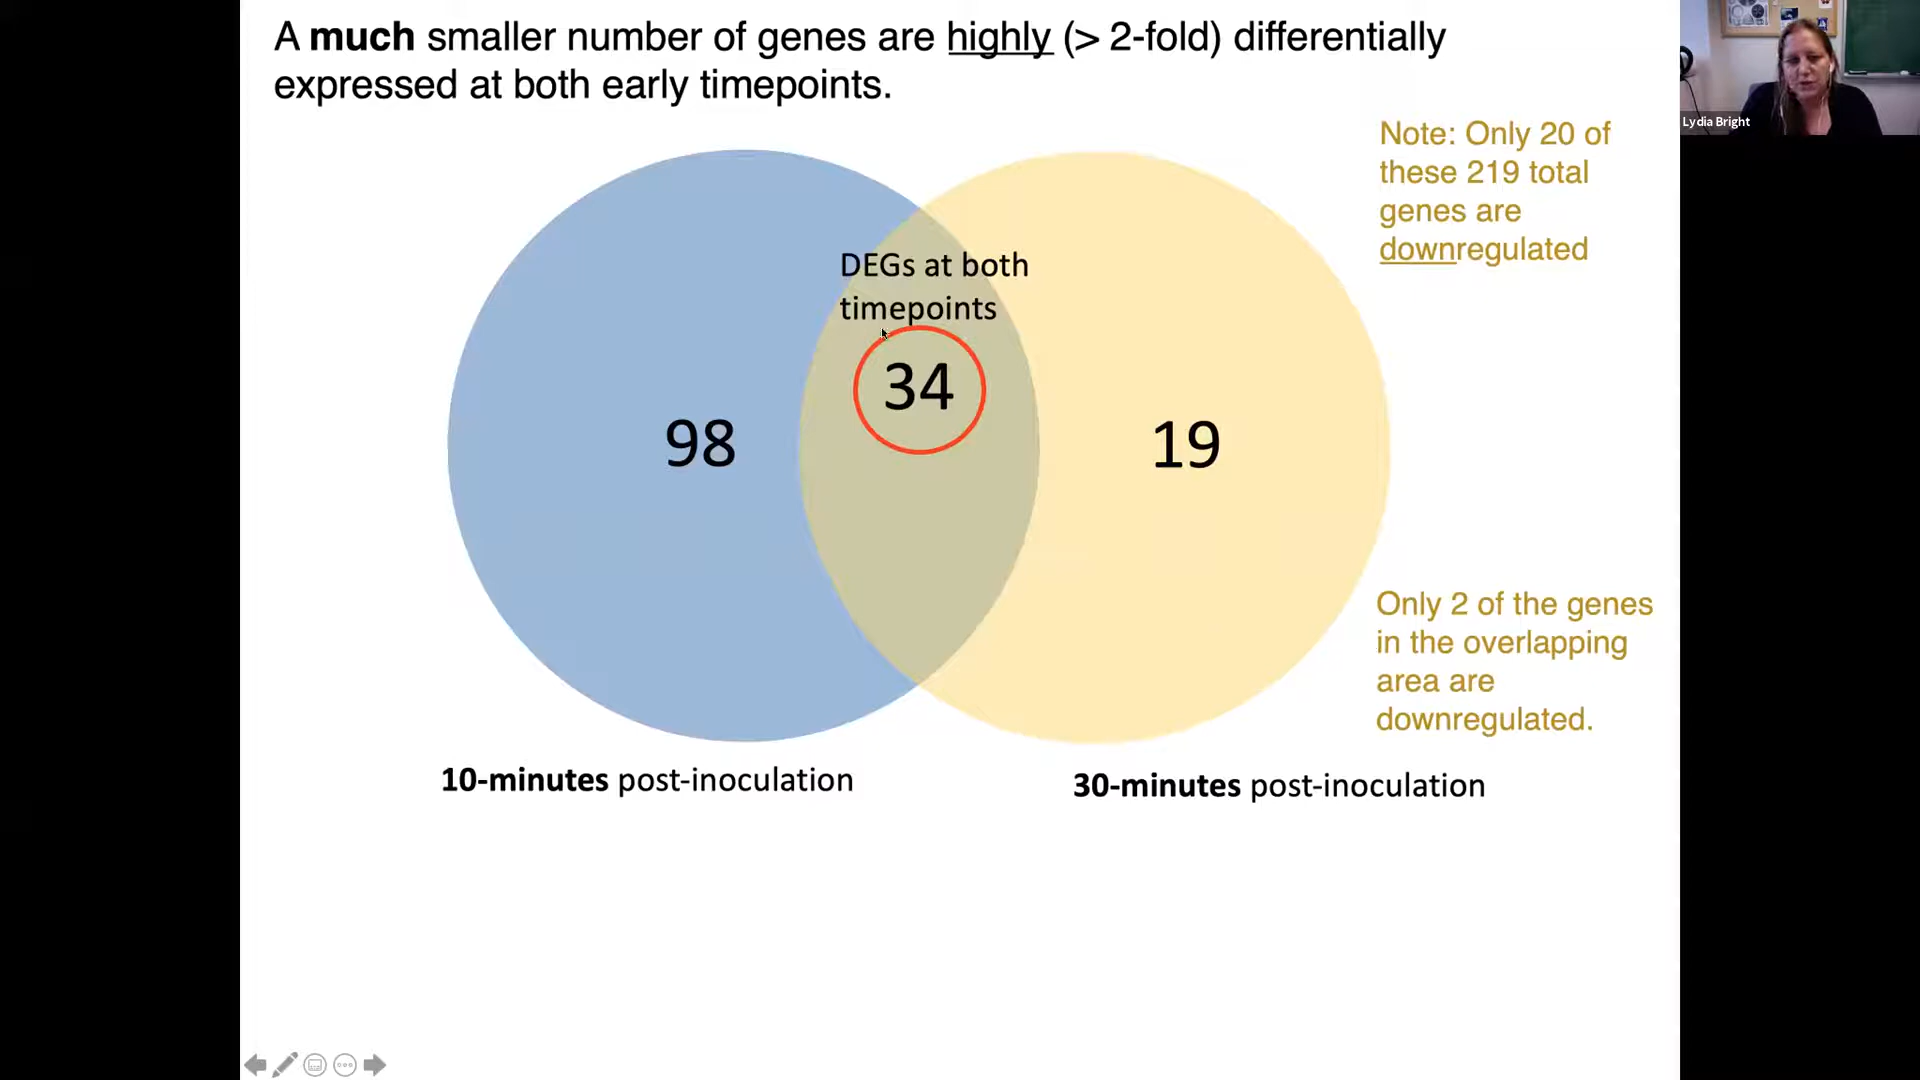 A much smaller number of genes are highly (> 2-fold) differentially
expressed at both early timepoints.
Lydia Bright
Note: Only 20 of
these 219 total
genes are
downregulated
DEGs at both
timepoints
34
98
19
Only 2 of the genes
in the overlapping
area are
downregulated.
10-minutes post-inoculation
30-minutes post-inoculation